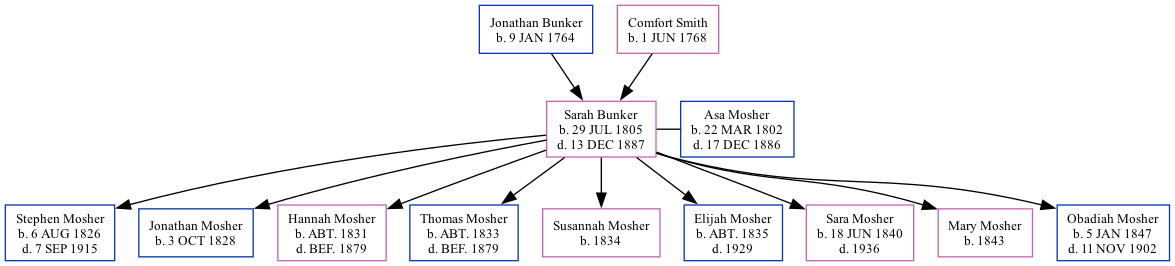 Jonathan Bunker
b. 9 JAN 1764
Comfort Smith
b. 1 JUN 1768
Sarah Bunker
b. 29 JUL 1805
d. 13 DEC 1887
Asa Mosher
b. 22 MAR 1802
d. 17 DEC 1886
Stephen Mosher
b. 6 AUG 1826
d. 7 SEP 1915
Jonathan Mosher
b. 3 OCT 1828
Hannah Mosher
b. ABT. 1831
d. BEF. 1879
Thomas Mosher
b. ABT. 1833
d. BEF. 1879
Susannah Mosher
b. 1834
Elijah Mosher
b. ABT. 1835
d. 1929
Sara Mosher
b. 18 JUN 1840
d. 1936
Mary Mosher
b. 1843
Obadiah Mosher
b. 5 JAN 1847
d. 11 NOV 1902